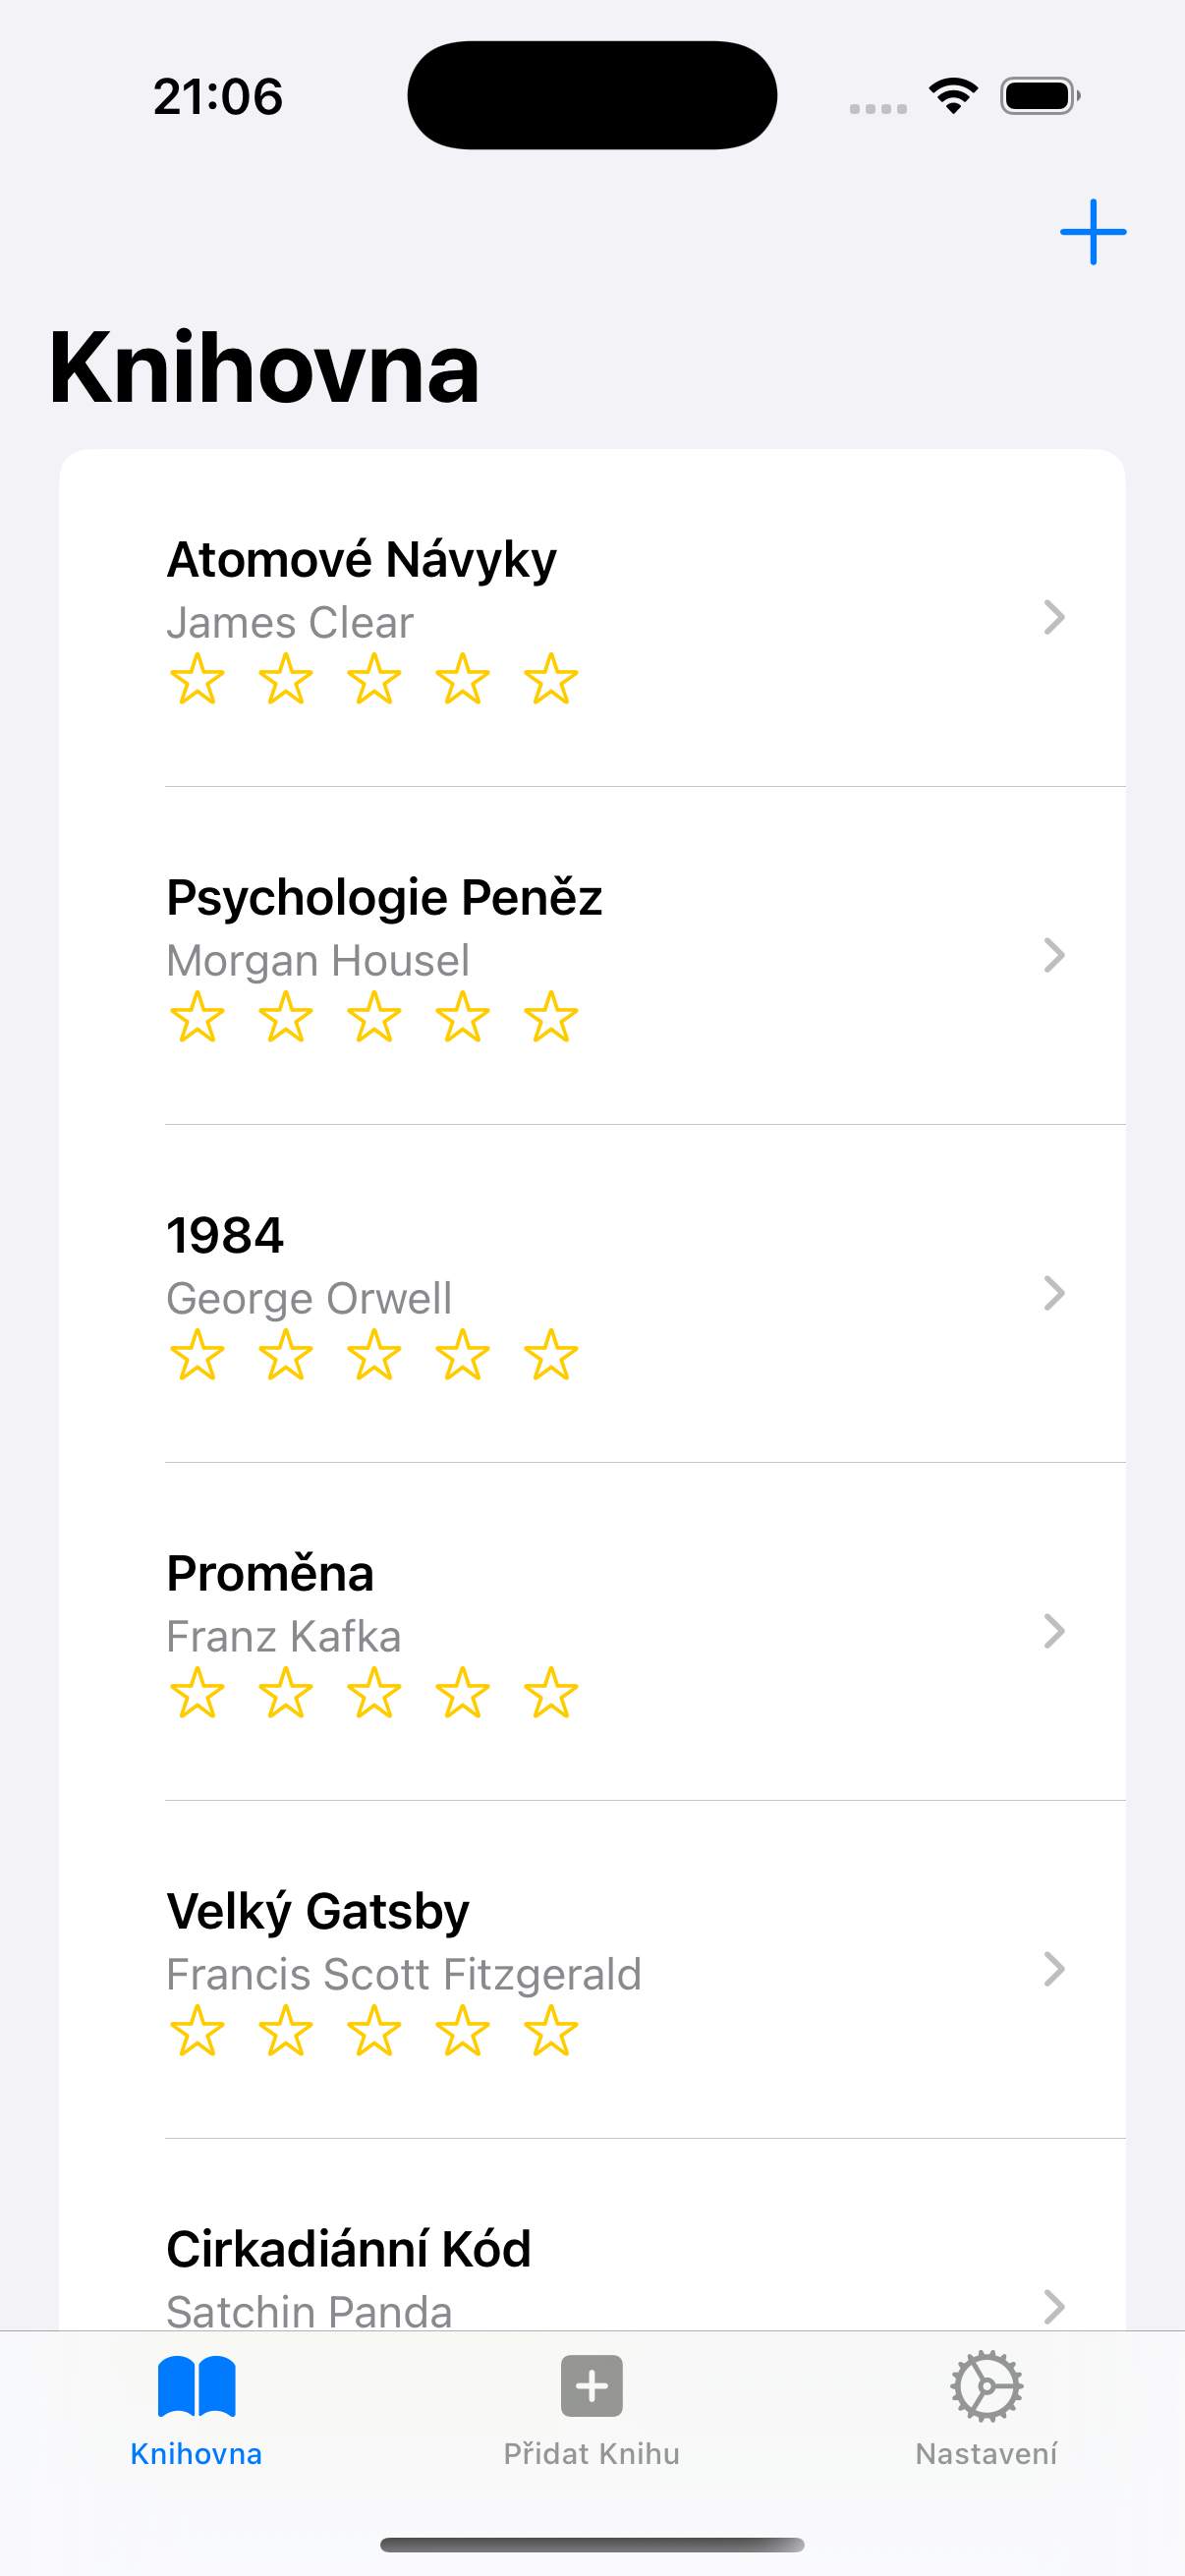 21:06
Knihovna
Atomové Návyky
James Clear
Psychologie Peněz
Morgan Housel
1984
George Orwell
Proměna
Franz Kafka
Velký Gatsby
Francis Scott Fitzgerald
Cirkadiánní Kód
Satchin Panda
Knihovna
Přidat Knihu
Nastavení